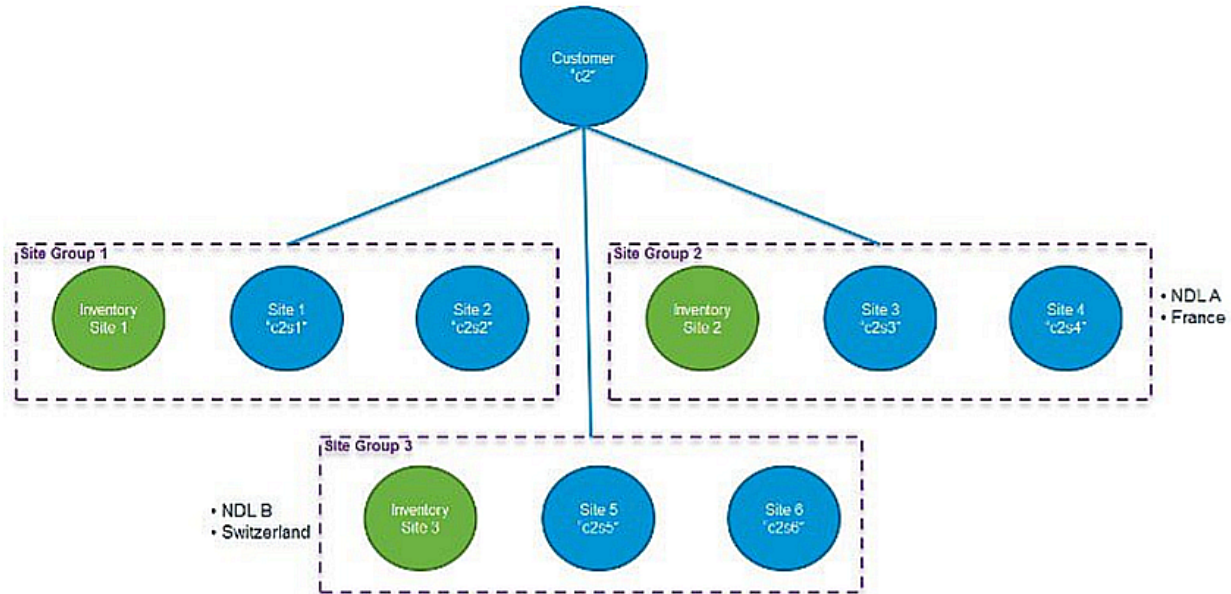 Customer
"c2"
Site Group 1
Inventory
Site 1
Site 1
"c2s1"
Site 2
"c2s2"
Site Group 2
Inventory
Site 2
Site 3
"c2s3"
Site 4
"c2s4"
• NDL A
• France
Site Group 3
Inventory
Site 3
Site 5
"c2s5"
Site 6
"c2s6"
• NDL B
• Switzerland